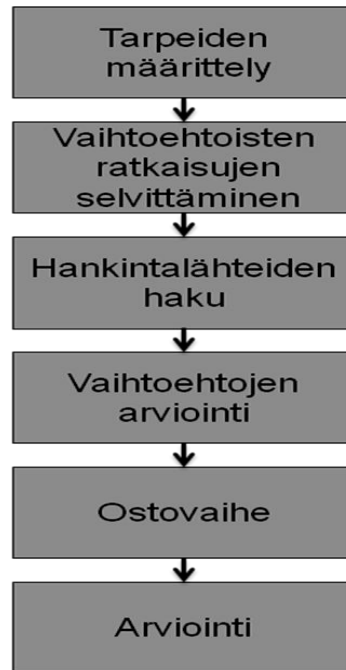 Tarpeiden
määrittely
Vaihtoehtoisten
ratkaisujen
selvittäminen
Hankintalähteiden
haku
Vaihtoehtojen
arviointi
Ostovaihe
Arviointi